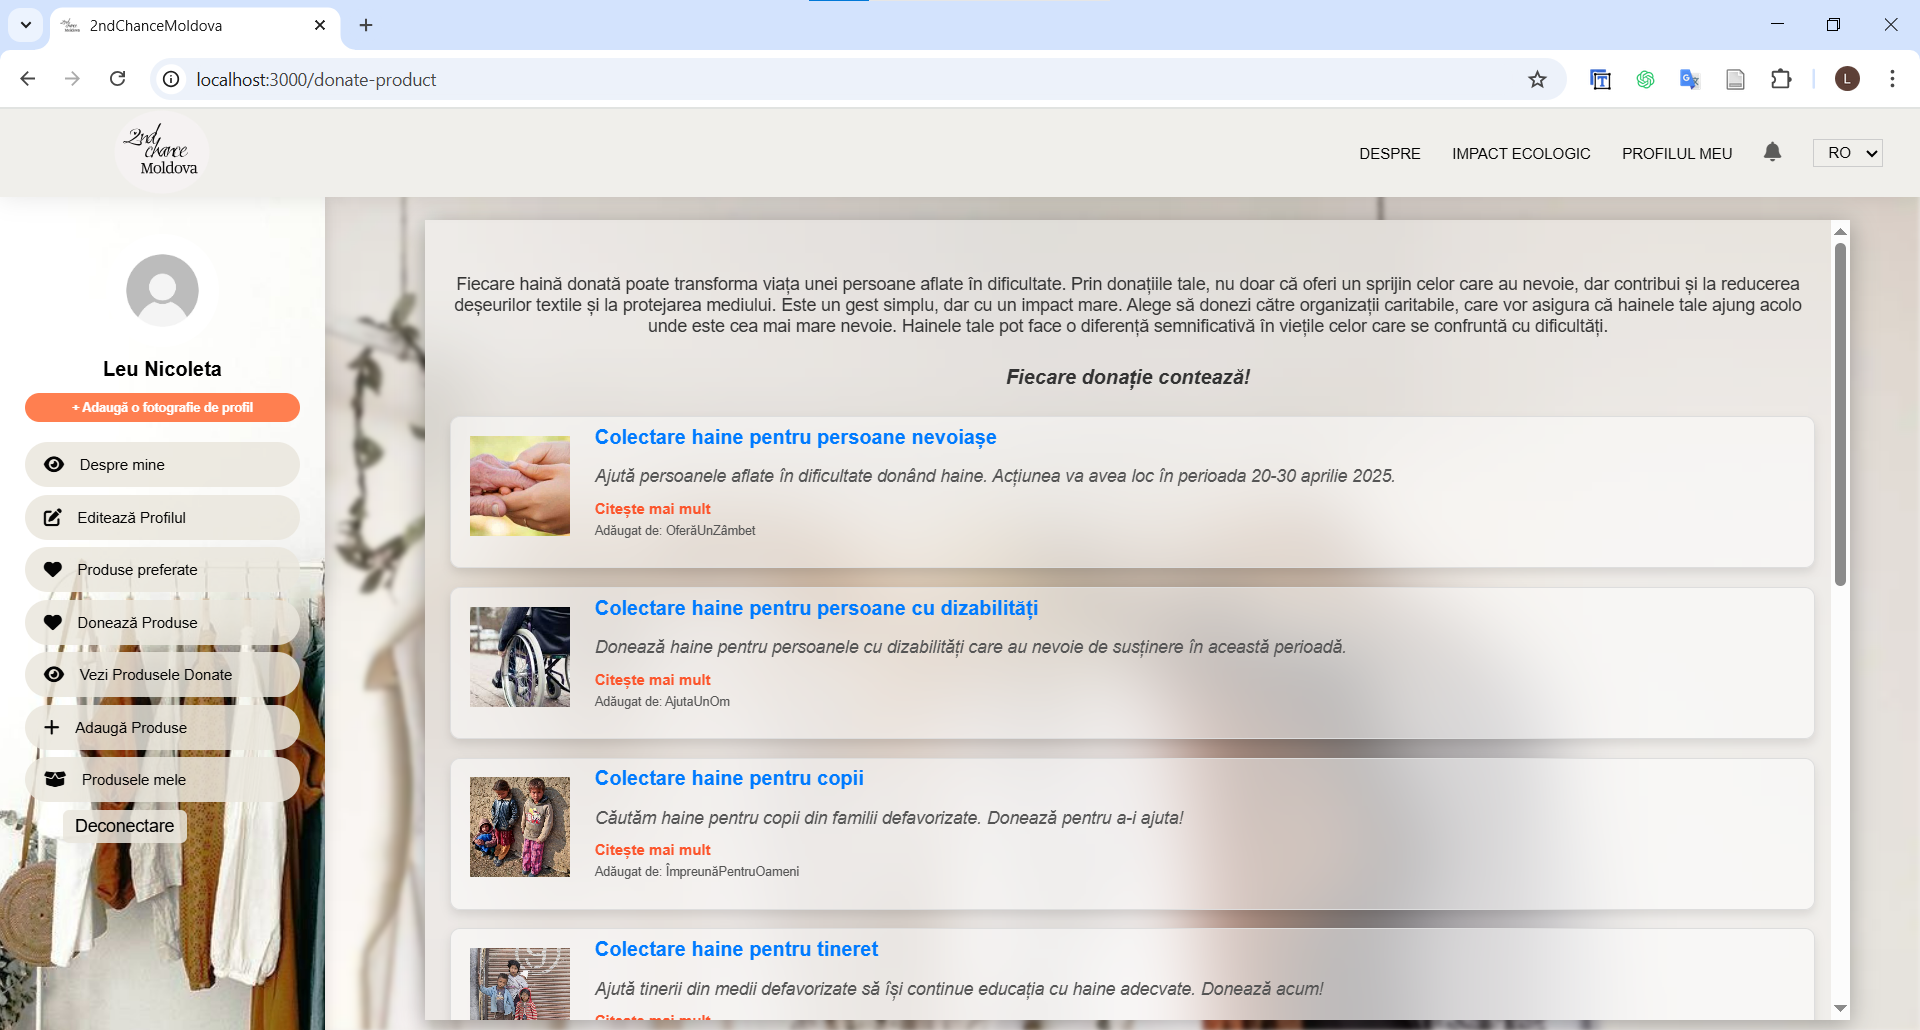 2ndChanceMoldova
localhost:3000/donate-product
L
2nd
chance
Moldova
DESPRE
IMPACT ECOLOGIC
PROFILUL MEU
RO
Leu Nicoleta
+ Adaugă o fotografie de profil
Despre mine
Editează Profilul
Produse preferate
Donează Produse
Vezi Produsele Donate
Adaugă Produse
Produsele mele
Deconectare
Fiecare haină donată poate transforma viața unei persoane aflate în dificultate. Prin donațiile tale, nu doar că oferi un sprijin celor care au nevoie, dar contribui și la reducerea
deșeurilor textile și la protejarea mediului. Este un gest simplu, dar cu un impact mare. Alege să donezi către organizații caritabile, care vor asigura că hainele tale ajung acolo
unde este cea mai mare nevoie. Hainele tale pot face o diferență semnificativă în viețile celor care se confruntă cu dificultăți.
Fiecare donație contează!
Colectare haine pentru persoane nevoiașe
Ajută persoanele aflate în dificultate donând haine. Acțiunea va avea loc în perioada 20-30 aprilie 2025.
Citește mai mult
Adăugat de: OferăUnZâmbet
Colectare haine pentru persoane cu dizabilități
Donează haine pentru persoanele cu dizabilități care au nevoie de susținere în această perioadă.
Citește mai mult
Adăugat de: AjutaUnOm
Colectare haine pentru copii
Căutăm haine pentru copii din familii defavorizate. Donează pentru a-i ajuta!
Citește mai mult
Adăugat de: ÎmpreunăPentruOameni
Colectare haine pentru tineret
Ajută tinerii din medii defavorizate să își continue educația cu haine adecvate. Donează acum!
Citește mai mult